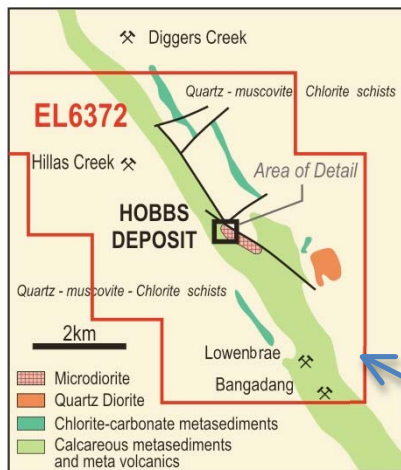 Diggers Creek
Quartz - muscovite Chlorite schists
EL6372
Hillas Creek
Area of Detail
HOBBS
DEPOSIT
Quartz - muscovite - Chlorite schists
2km
Lowenbrae
Bangadang
Microdiorite
Quartz Diorite
Chlorite-carbonate metasediments
Calcareous metasediments
and meta volcanics